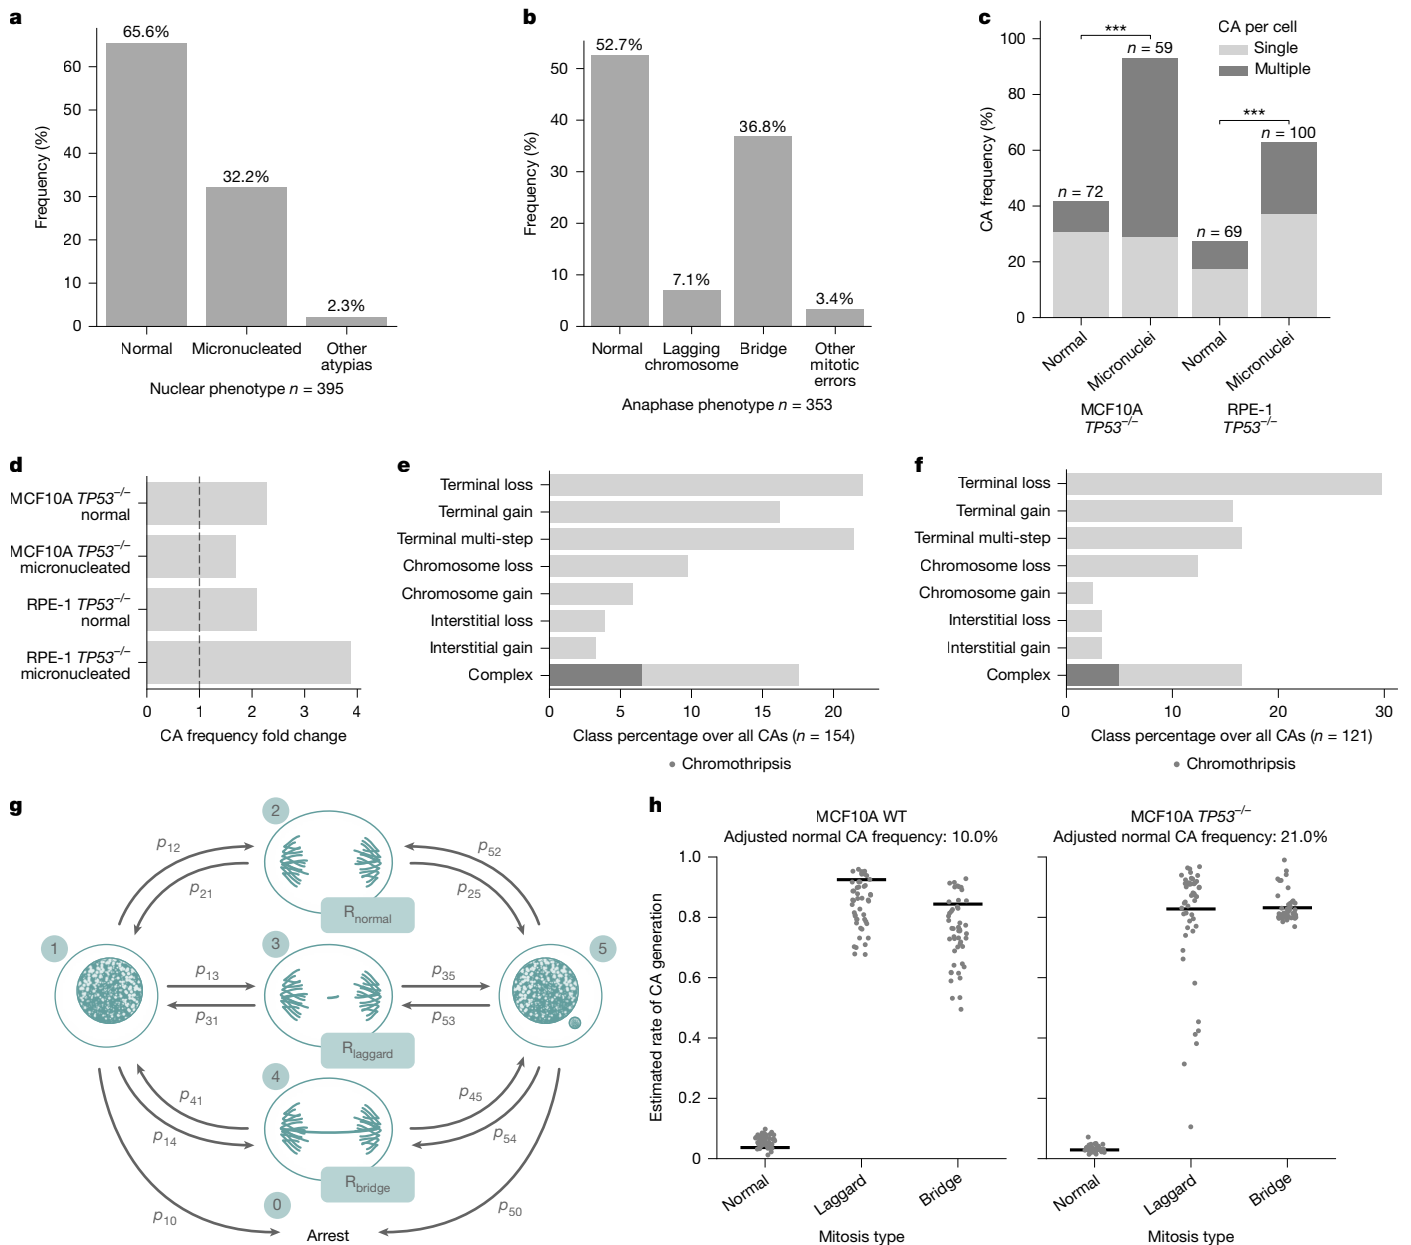 a
65.6%
32.2%
2.3%
60
50
40
30
20
10
0
Frequency (%)
Normal
Micronucleated
Other
atypias
Nuclear phenotype n = 395
b
52.7%
7.1%
36.8%
3.4%
50
40
30
20
10
0
Frequency (%)
Normal
Lagging
chromosome
Bridge
Other
mitotic
errors
Anaphase phenotype n = 353
c
CA per cell
Single
Multiple
***
n = 59
***
n = 100
n = 72
n = 69
100
80
60
40
20
0
CA frequency (%)
Normal
Micronuclei
Normal
Micronuclei
MCF10A
TP53–/–
RPE-1
TP53–/–
d
MCF10A TP53–/–
normal
MCF10A TP53–/–
micronucleated
RPE-1 TP53–/–
normal
RPE-1 TP53–/–
micronucleated
0 1 2 3 4
CA frequency fold change
e
Terminal loss
Terminal gain
Terminal multi-step
Chromosome loss
Chromosome gain
Interstitial loss
Interstitial gain
Complex
0 5 10 15 20
Class percentage over all CAs (n = 154)
Chromothripsis
f
Terminal loss
Terminal gain
Terminal multi-step
Chromosome loss
Chromosome gain
Interstitial loss
Interstitial gain
Complex
0 10 20 30
Class percentage over all CAs (n = 121)
Chromothripsis
g
2
p12
p21
p52
p25
Rnormal
1
3
5
p13
p31
p35
p53
Rlaggard
4
p41
p14
p45
p54
Rbridge
0
p10
p50
Arrest
h
MCF10A WT
Adjusted normal CA frequency: 10.0%
MCF10A TP53–/–
Adjusted normal CA frequency: 21.0%
1.0
0.8
0.6
0.4
0.2
0
Estimated rate of CA generation
Normal
Laggard
Bridge
Mitosis type
Normal
Laggard
Bridge
Mitosis type